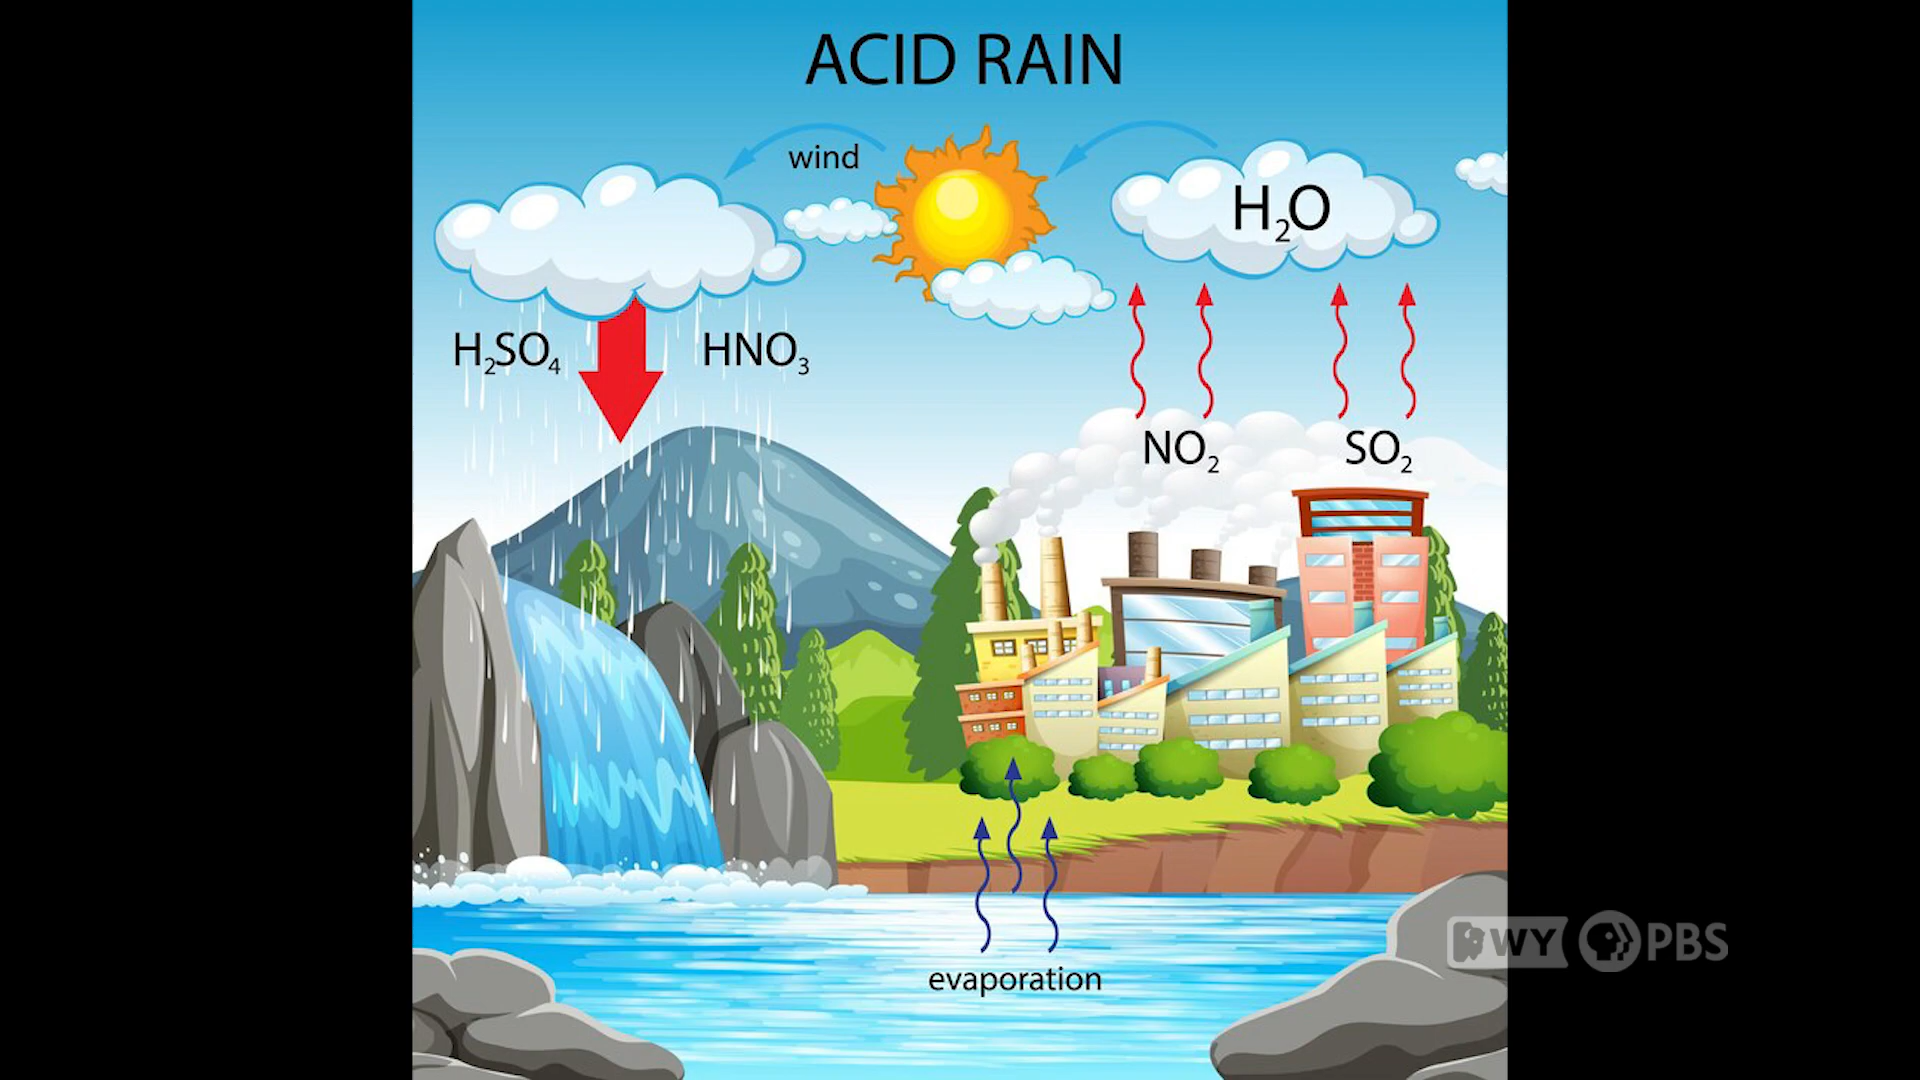 ACID RAIN
wind
H₂O
H₂SO₄
HNO₃
NO₂
SO₂
evaporation
WY PBS